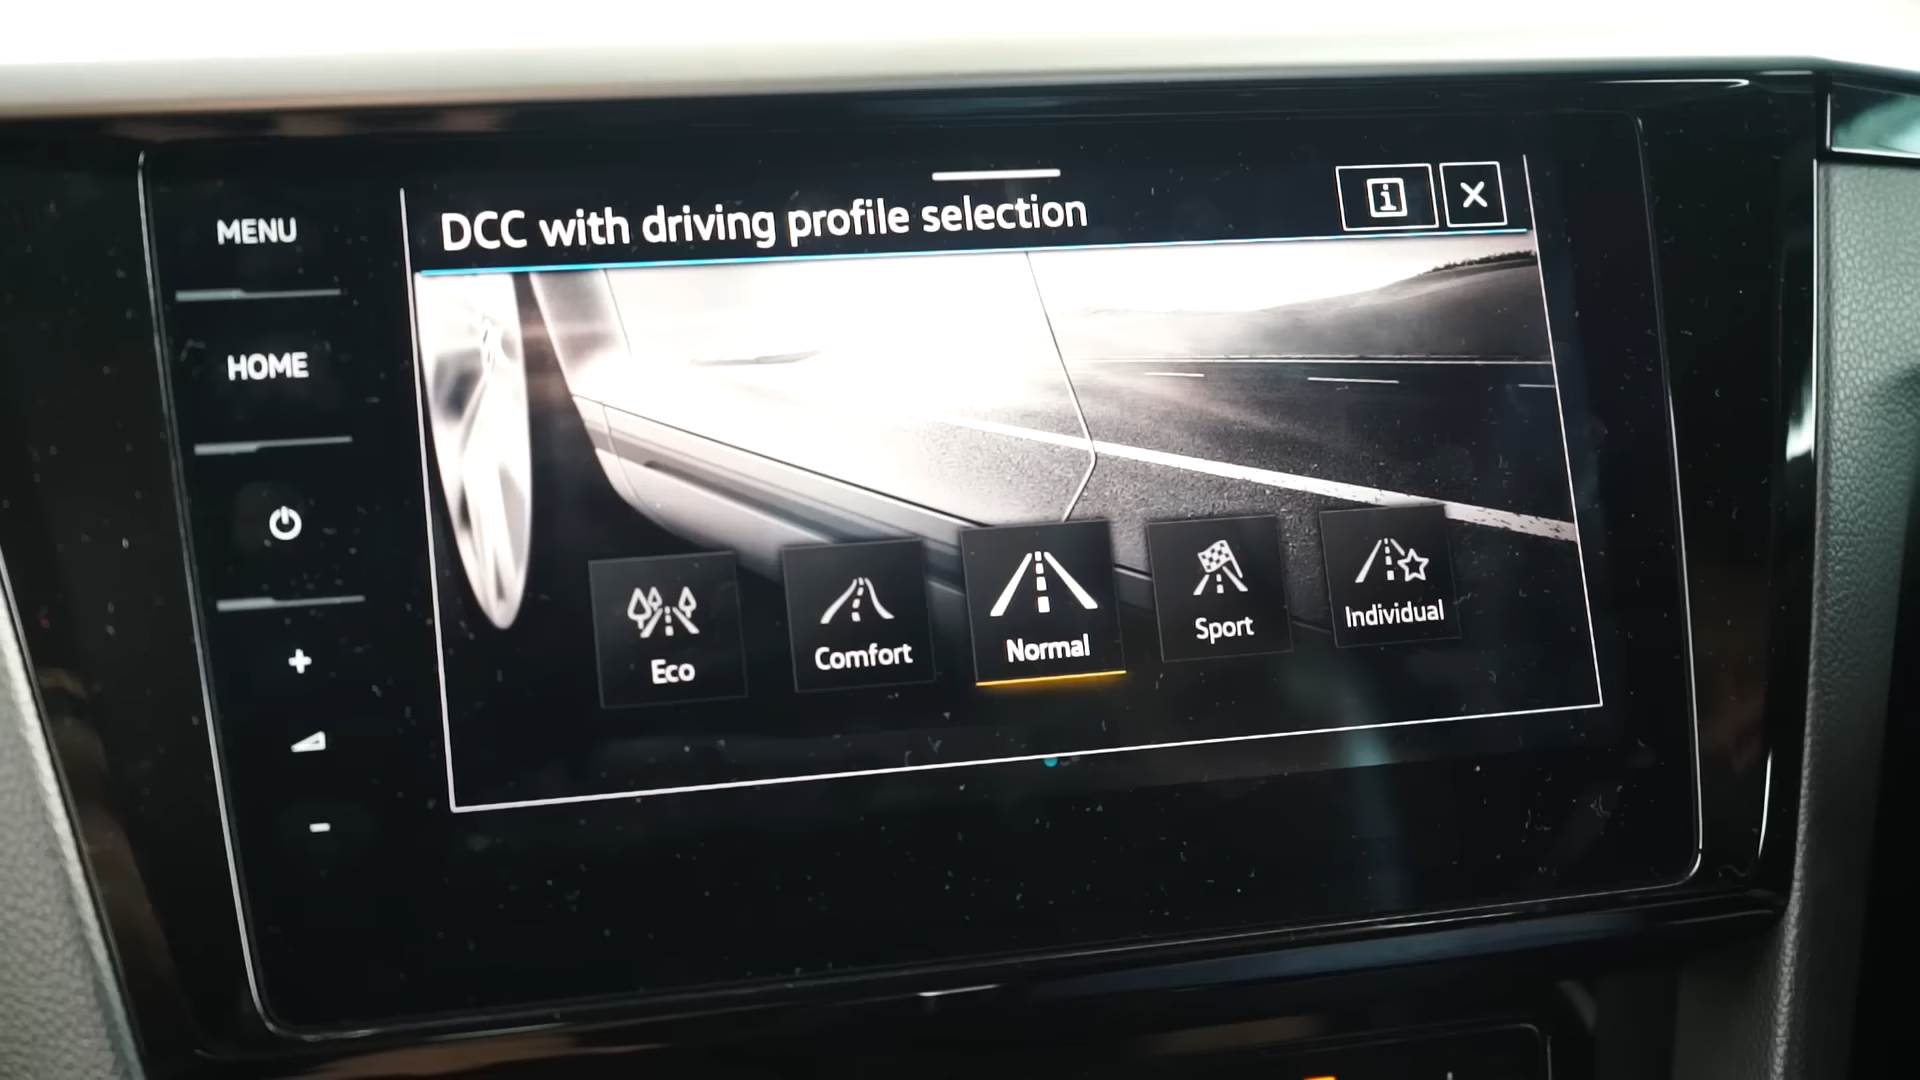 MENU
HOME
DCC with driving profile selection
Eco
Comfort
Normal
Sport
Individual